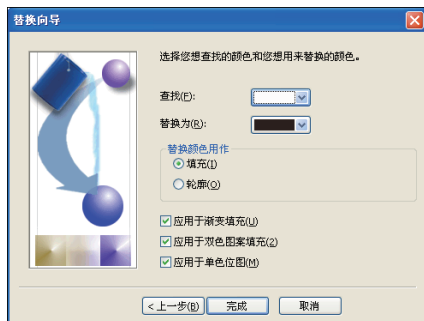 替换向导
选择您想查找的颜色和您想用来替换的颜色。
查找(F):
替换为(R):
替换颜色用作
填充(I)
轮廓(O)
应用于渐变填充(U)
应用于双色图案填充(2)
应用于单色位图(M)
<上一步(B) 完成 取消